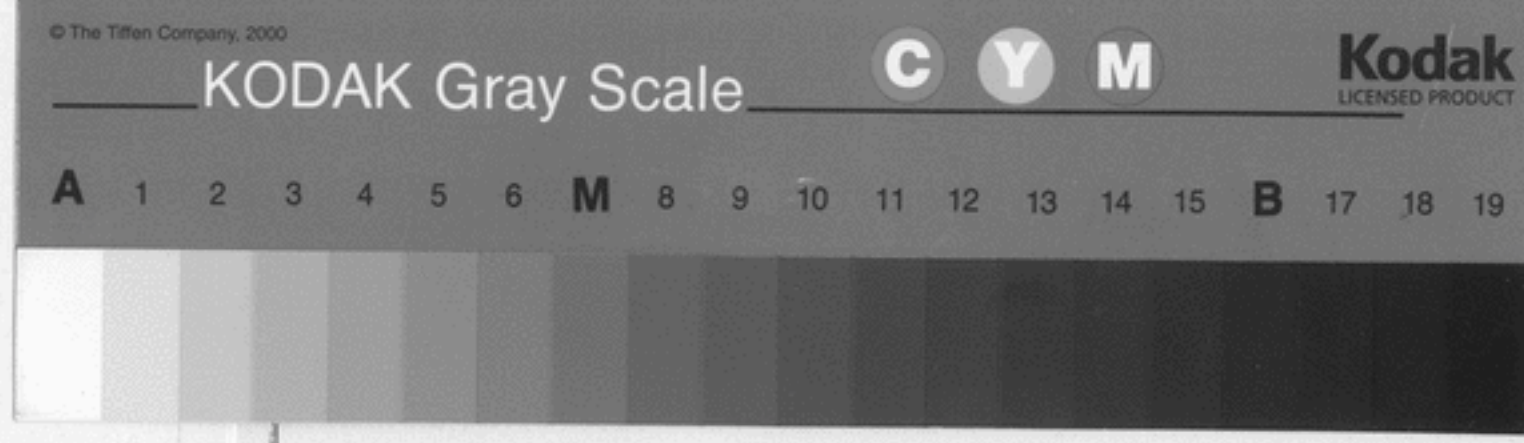 © The Tiffen Company, 2000
KODAK Gray Scale
C Y M
Kodak
LICENSED PRODUCT
A 1 2 3 4 5 6 M 8 9 10 11 12 13 14 15 B 17 18 19